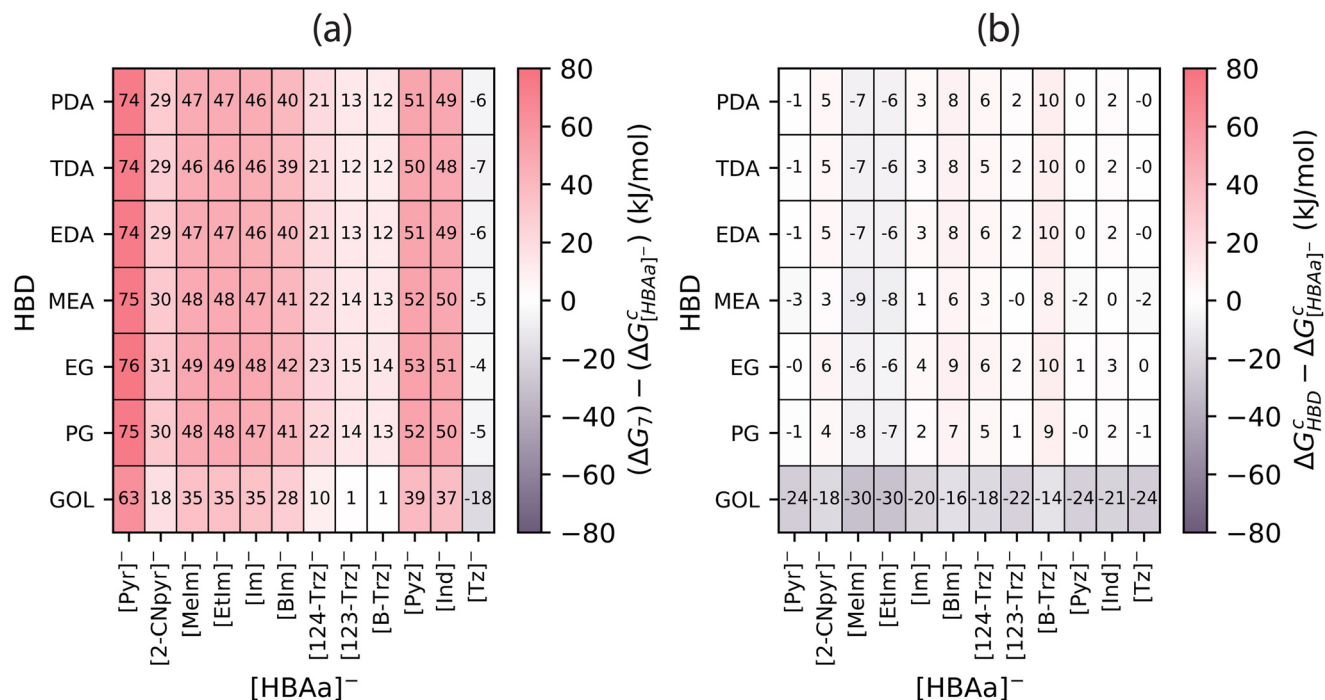 (a)
PDA 74 29 47 47 46 40 21 13 12 51 49 -6
TDA 74 29 46 46 46 39 21 12 12 50 48 -7
EDA 74 29 47 47 46 40 21 13 12 51 49 -6
MEA 75 30 48 48 47 41 22 14 13 52 50 -5
EG 76 31 49 49 48 42 23 15 14 53 51 -4
PG 75 30 48 48 47 41 22 14 13 52 50 -5
GOL 63 18 35 35 35 28 10 1 1 39 37 -18
HBD
[Pyr]⁻ [2-CNpyr]⁻ [MeIm]⁻ [EtIm]⁻ [Im]⁻ [BIm]⁻ [124-Trz]⁻ [123-Trz]⁻ [B-Trz]⁻ [Pyz]⁻ [Ind]⁻ [Tz]⁻
[HBAa]⁻
80
60
40
20
0
−20
−40
−60
−80
(ΔG₇) − (ΔGᶜ[HBAa]⁻) (kJ/mol)
(b)
PDA -1 5 -7 -6 3 8 6 2 10 0 2 -0
TDA -1 5 -7 -6 3 8 5 2 10 0 2 -0
EDA -1 5 -7 -6 3 8 6 2 10 0 2 -0
MEA -3 3 -9 -8 1 6 3 -0 8 -2 0 -2
EG -0 6 -6 -6 4 9 6 2 10 1 3 0
PG -1 4 -8 -7 2 7 5 1 9 -0 2 -1
GOL -24 -18 -30 -30 -20 -16 -18 -22 -14 -24 -21 -24
HBD
[Pyr]⁻ [2-CNpyr]⁻ [MeIm]⁻ [EtIm]⁻ [Im]⁻ [BIm]⁻ [124-Trz]⁻ [123-Trz]⁻ [B-Trz]⁻ [Pyz]⁻ [Ind]⁻ [Tz]⁻
[HBAa]⁻
80
60
40
20
0
−20
−40
−60
−80
ΔGᶜHBD − ΔGᶜ[HBAa]⁻ (kJ/mol)